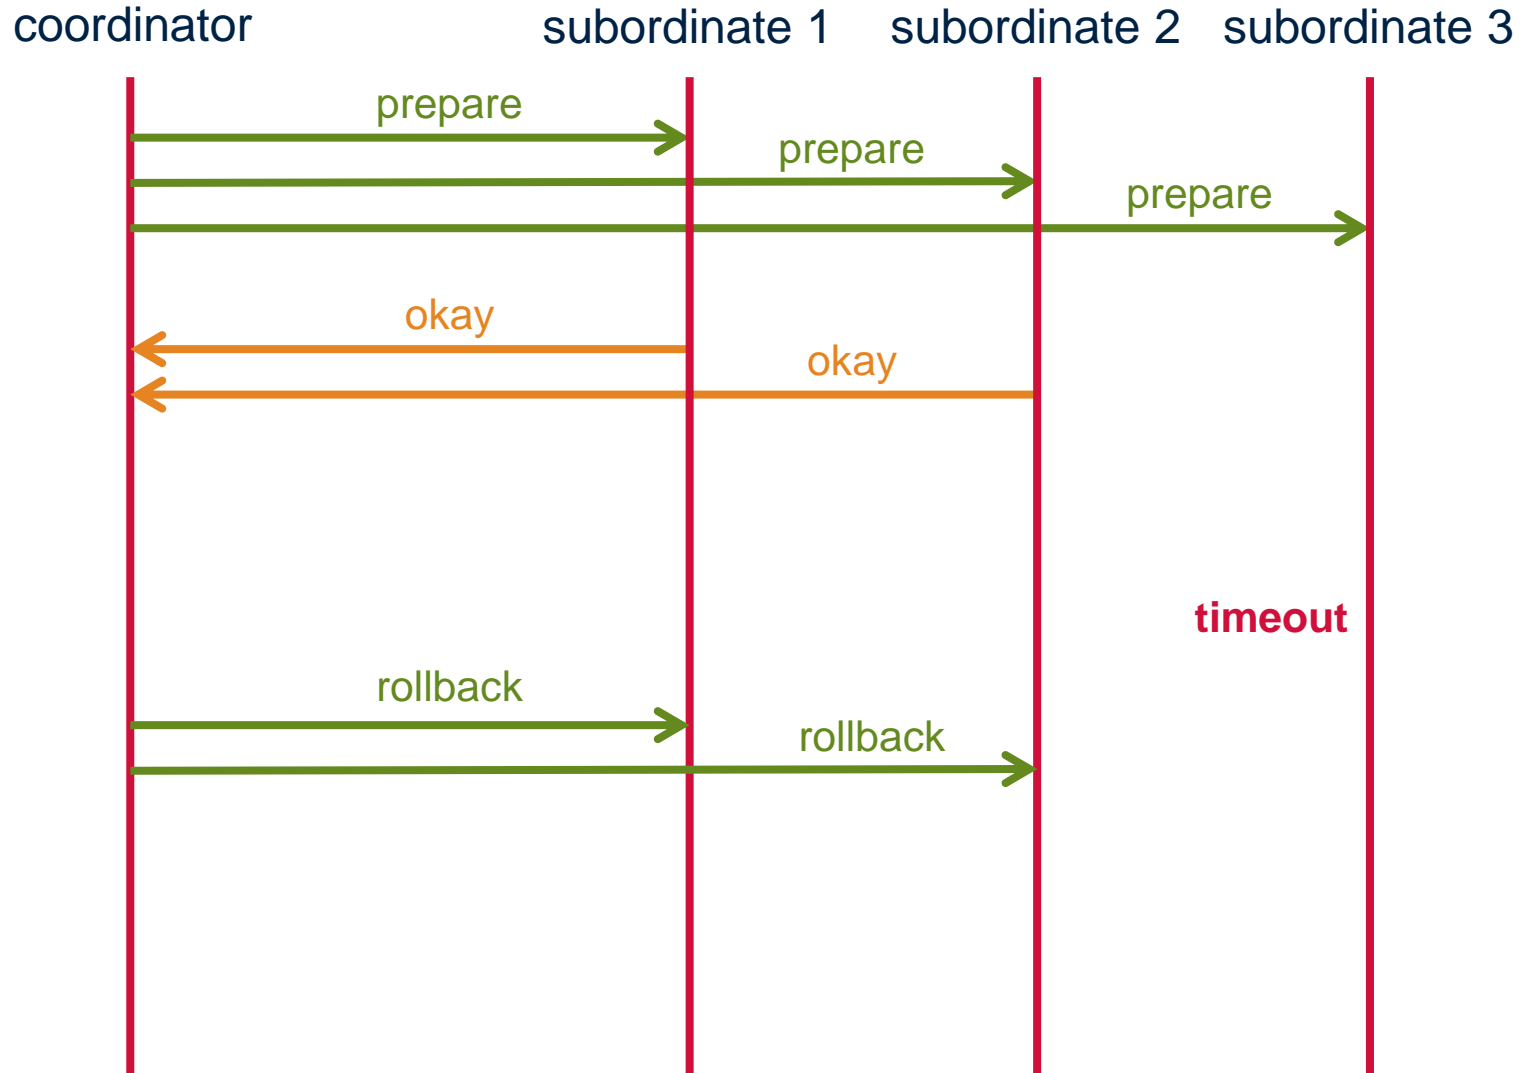 coordinator subordinate 1 subordinate 2 subordinate 3
prepare
prepare
prepare
okay
okay
timeout
rollback
rollback